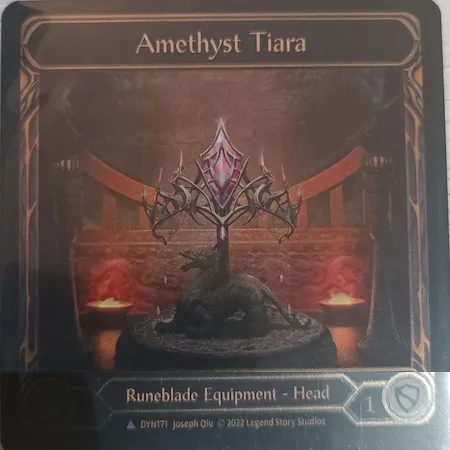 Amethyst Tiara
Runeblade Equipment - Head
1
DYN171 Joseph Qiu © 2022 Legend Story Studios